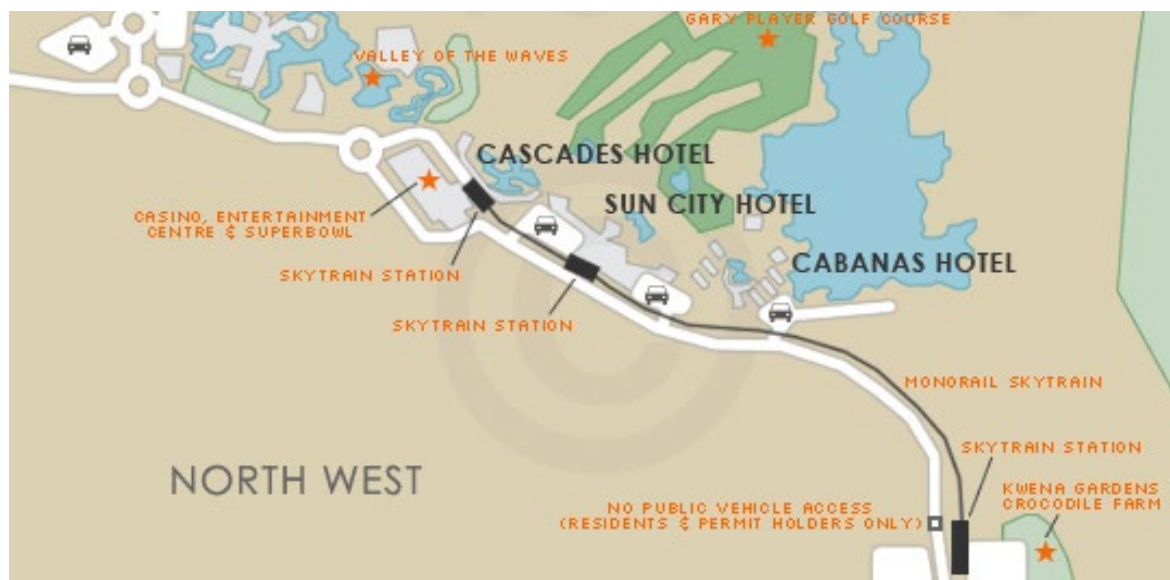 GARY PLAYER GOLF COURSE
VALLEY OF THE WAVES
CASCADES HOTEL
SUN CITY HOTEL
CASINO, ENTERTAINMENT
CENTRE & SUPERBOWL
SKYTRAIN STATION
CABANAS HOTEL
SKYTRAIN STATION
MONORAIL SKYTRAIN
SKYTRAIN STATION
NORTH WEST
KWENA GARDENS
CROCODILE FARM
NO PUBLIC VEHICLE ACCESS
(RESIDENTS & PERMIT HOLDERS ONLY)